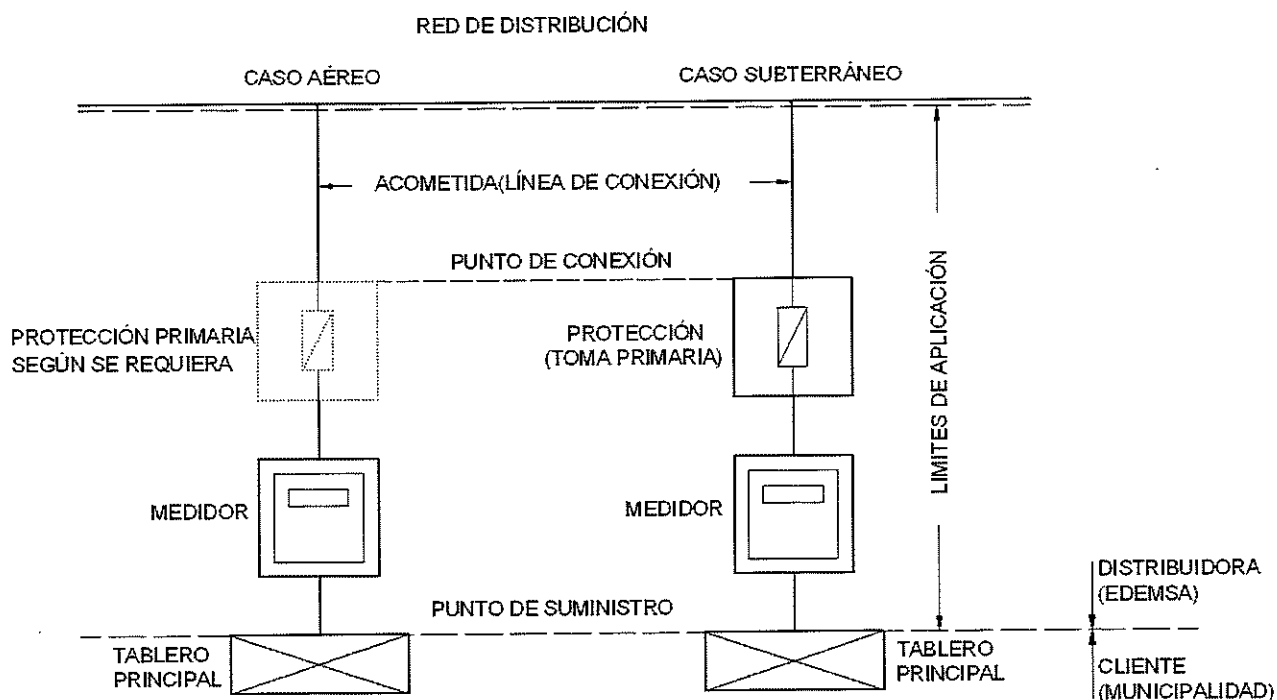 RED DE DISTRIBUCIÓN
CASO AÉREO
CASO SUBTERRÁNEO
ACOMETIDA(LÍNEA DE CONEXIÓN)
PUNTO DE CONEXIÓN
PROTECCIÓN PRIMARIA
SEGÚN SE REQUIERA
PROTECCIÓN
(TOMA PRIMARIA)
LIMITES DE APLICACIÓN
MEDIDOR
MEDIDOR
PUNTO DE SUMINISTRO
DISTRIBUIDORA
(EDEMSA)
TABLERO
PRINCIPAL
TABLERO
PRINCIPAL
CLIENTE
(MUNICIPALIDAD)